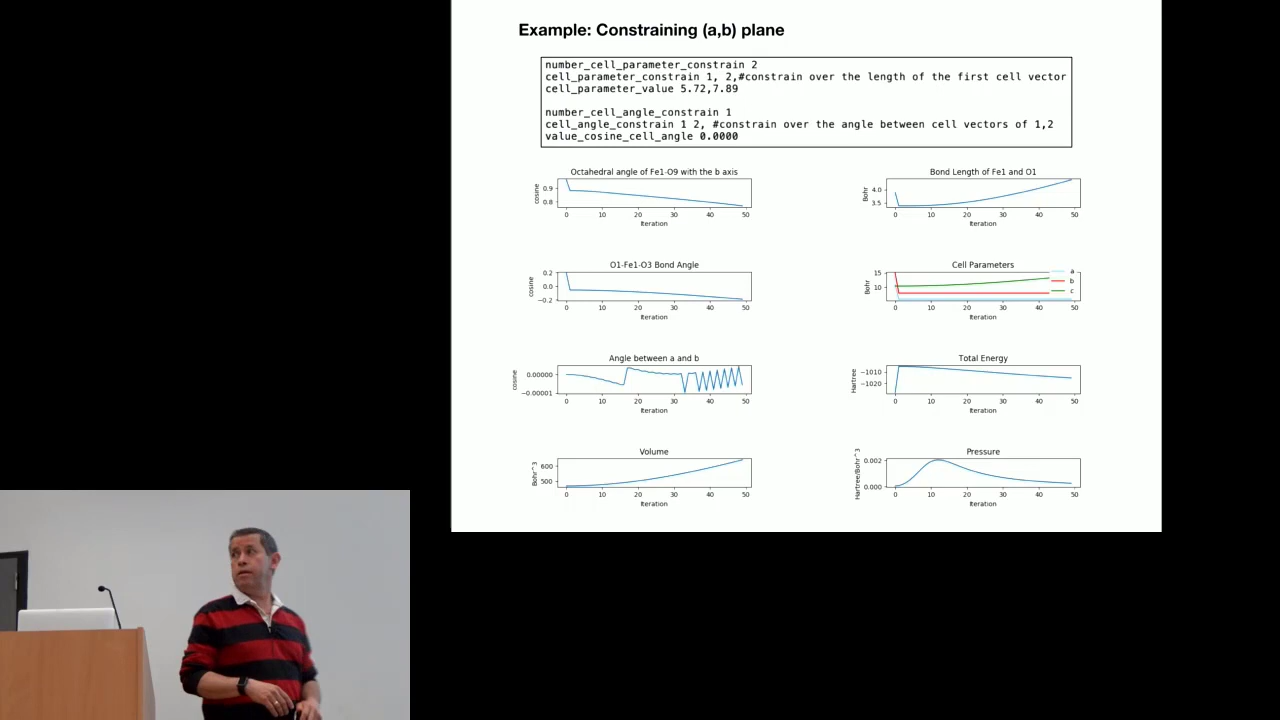 Example: Constraining (a,b) plane
number_cell_parameter_constrain 2
cell_parameter_constrain 1, 2,#constrain over the length of the first cell vector
cell_parameter_value 5.72,7.89
number_cell_angle_constrain 1
cell_angle_constrain 1 2, #constrain over the angle between cell vectors of 1,2
value_cosine_cell_angle 0.0000
Octahedral angle of Fe1-O9 with the b axis
cosine
0.9
0.8
0 10 20 30 40 50
Iteration
Bond Length of Fe1 and O1
Bohr
4.0
3.5
0 10 20 30 40 50
Iteration
O1-Fe1-O3 Bond Angle
cosine
0.2
0.0
−0.2
0 10 20 30 40 50
Iteration
Cell Parameters
Bohr
15
10
a
b
c
0 10 20 30 40 50
Iteration
Angle between a and b
cosine
0.00000
−0.00001
0 10 20 30 40 50
Iteration
Total Energy
Hartree
−1010
−1020
0 10 20 30 40 50
Iteration
Volume
Bohr^3
600
500
0 10 20 30 40 50
Iteration
Pressure
Hartree/Bohr^3
0.002
0.000
0 10 20 30 40 50
Iteration